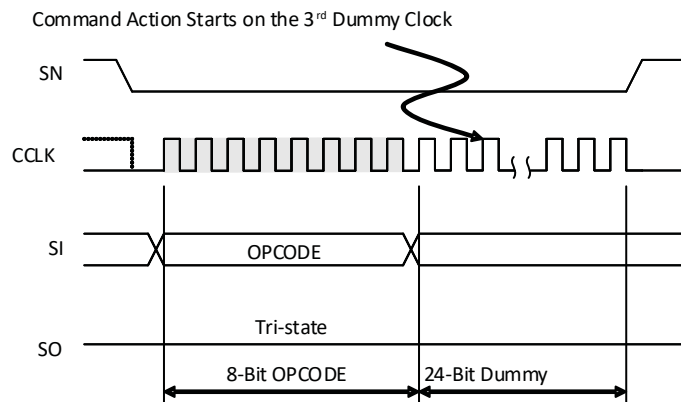 Command Action Starts on the 3rd Dummy Clock
SN
CCLK
SI
OPCODE
Tri-state
SO
8-Bit OPCODE
24-Bit Dummy